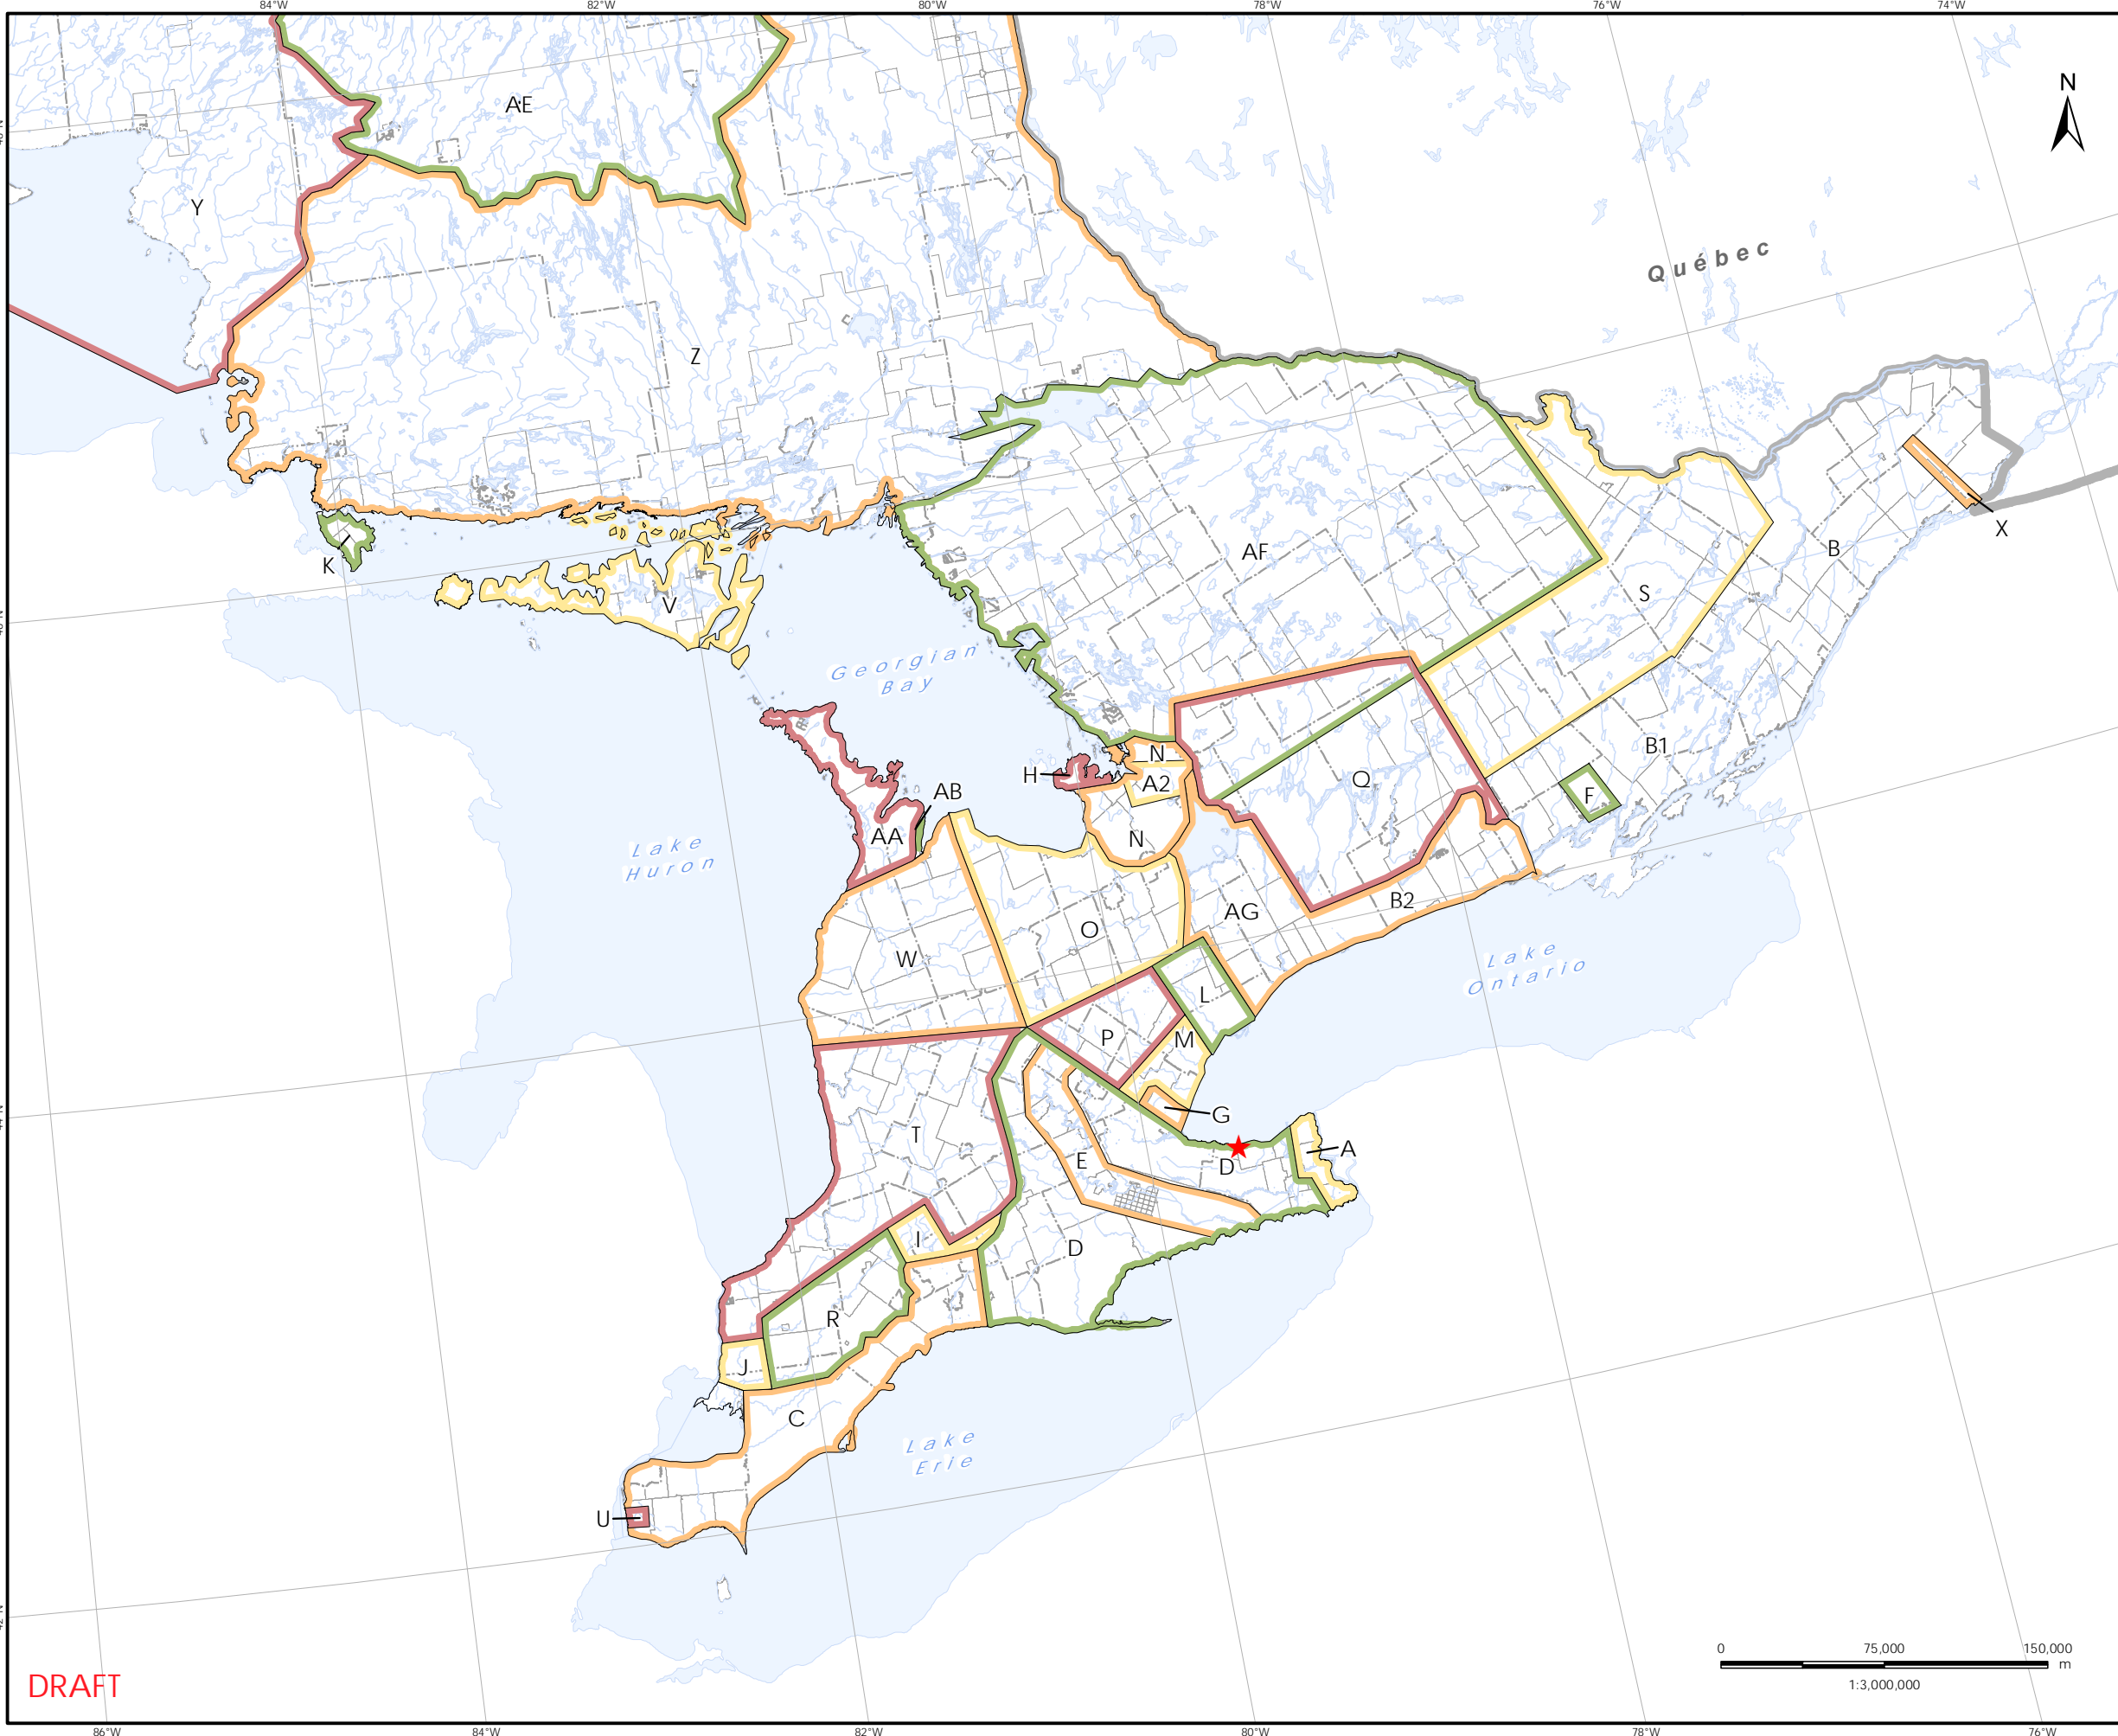 84°W
82°W
80°W
78°W
76°W
74°W
N
AE
Y
Québec
Z
X
B
K
AF
S
V
Georgian
Bay
B1
N
H
A2
Q
F
AB
AA
N
Lake
Huron
B2
AG
O
W
Lake
Ontario
L
P
M
G
T
A
E
D
I
D
R
J
C
Lake
Erie
U
0
75,000
150,000
m
1:3,000,000
DRAFT
86°W
84°W
82°W
80°W
78°W
76°W